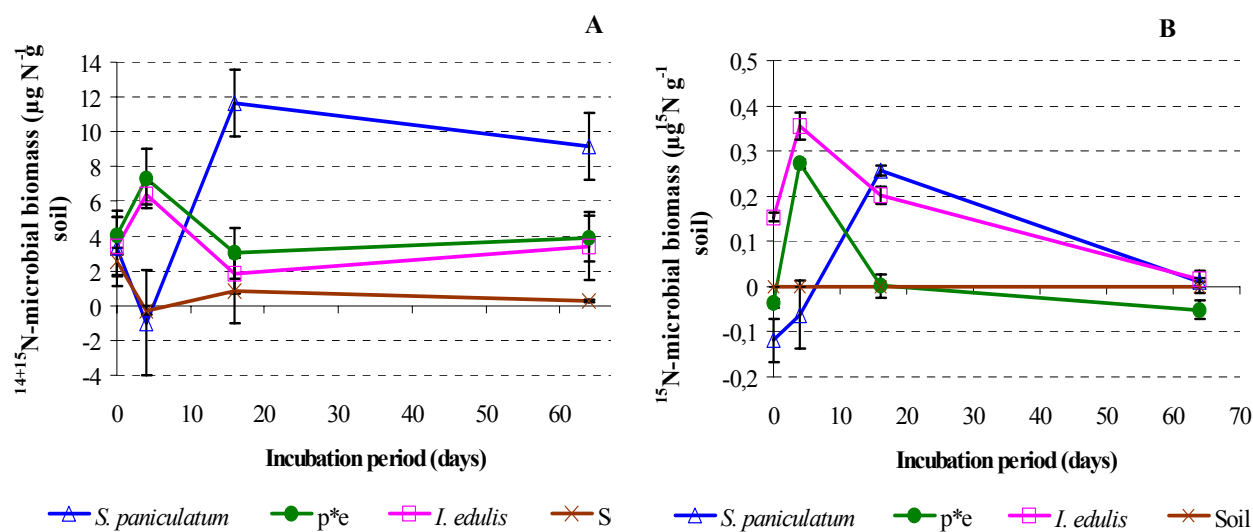 A
¹⁴⁺¹⁵N-microbial biomass (µg N⁻¹g
soil)
14
12
10
8
6
4
2
0
-2
-4
0 10 20 30 40 50 60
Incubation period (days)
S. paniculatum p*e I. edulis S
B
¹⁵N-microbial biomass (µg¹⁵N g⁻¹
soil)
0,5
0,4
0,3
0,2
0,1
0
-0,1
-0,2
0 10 20 30 40 50 60 70
Incubation period (days)
S. paniculatum p*e I. edulis Soil